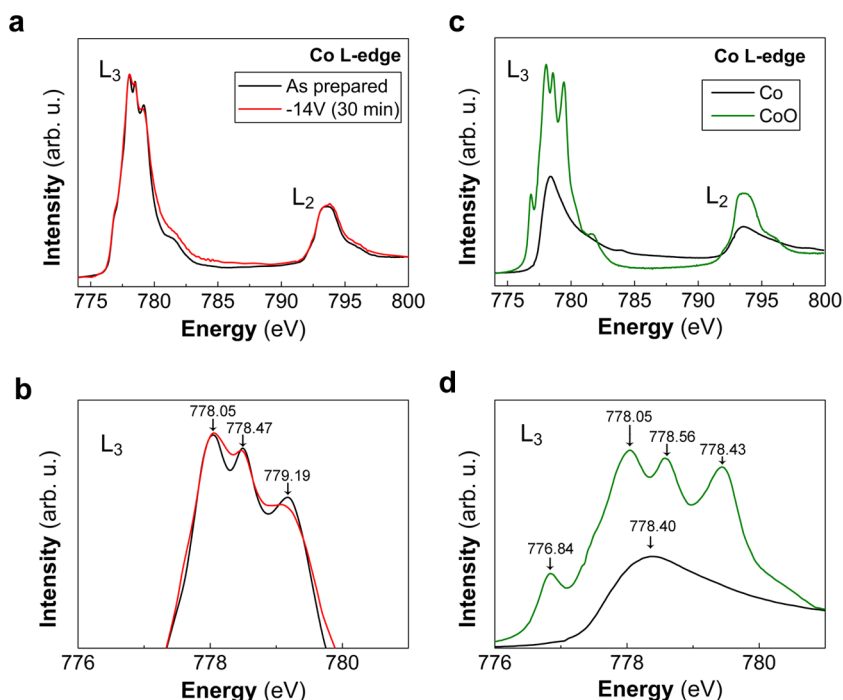 a
Co L-edge
L3
As prepared
-14V (30 min)
L2
Intensity (arb. u.)
775 780 785 790 795 800
Energy (eV)
c
Co L-edge
L3
Co
CoO
L2
Intensity (arb. u.)
775 780 785 790 795 800
Energy (eV)
b
778.05
778.47
L3
779.19
Intensity (arb. u.)
776 778 780
Energy (eV)
d
778.05
L3
778.56
778.43
778.40
776.84
Intensity (arb. u.)
776 778 780
Energy (eV)